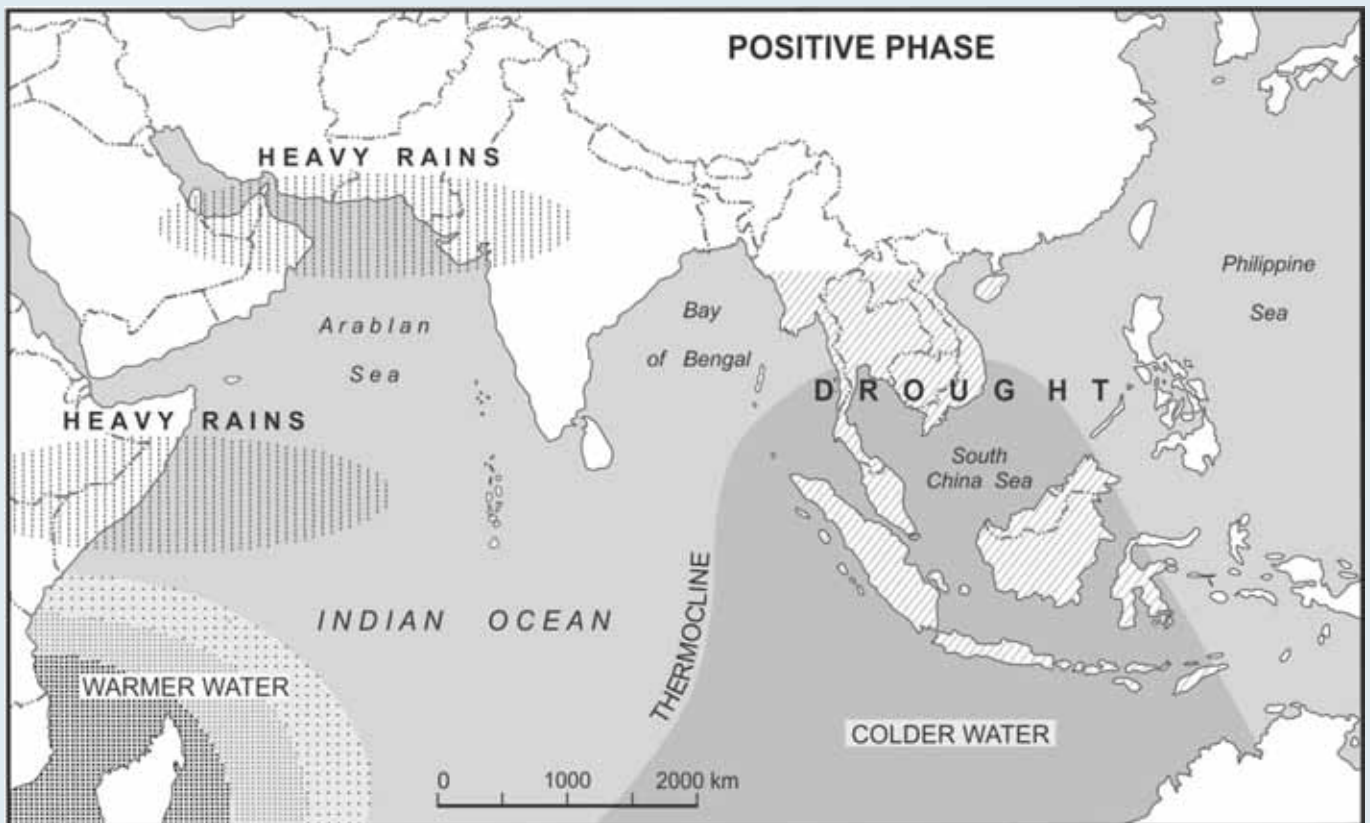 POSITIVE PHASE
HEAVY RAINS
Philippine
Sea
Arabian
Sea
Bay
of Bengal
DROUGHT
HEAVY RAINS
South
China Sea
THERMOCLINE
INDIAN OCEAN
WARMER WATER
COLDER WATER
0 1000 2000 km